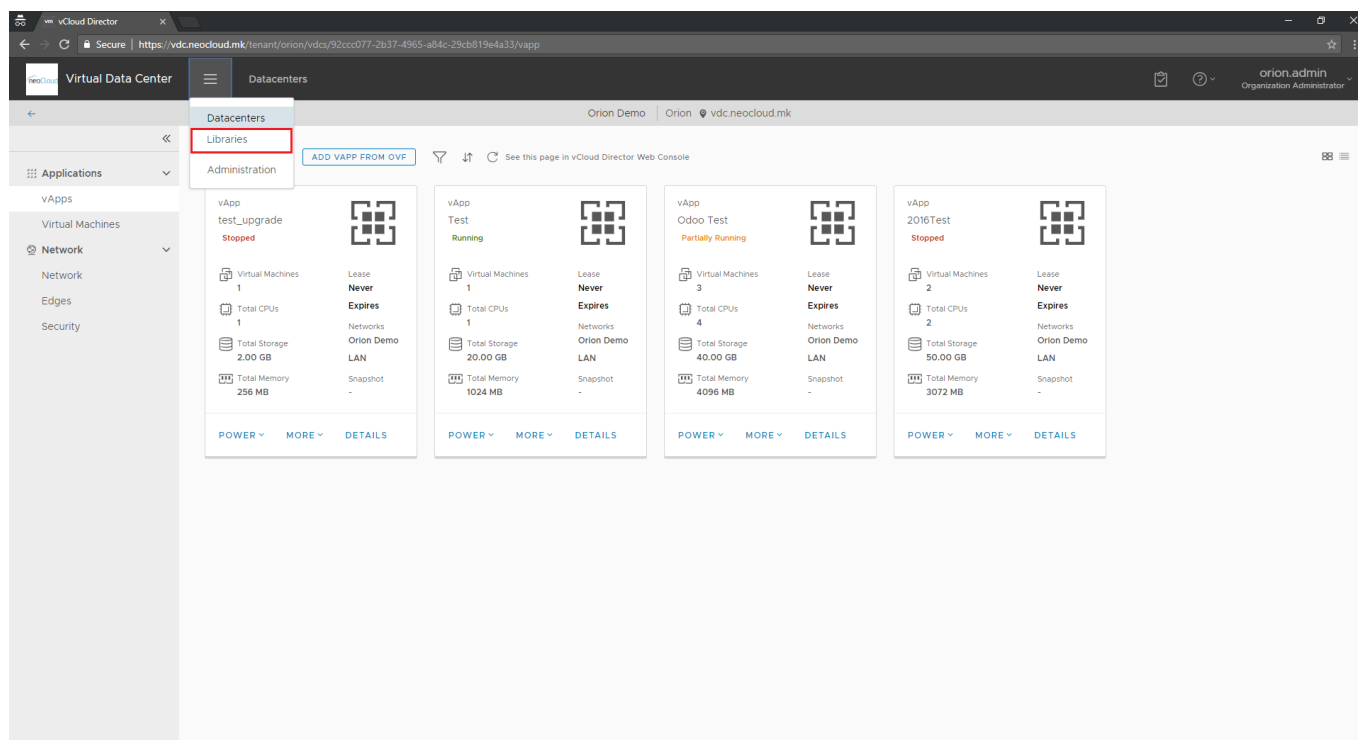 vm vCloud Director
Secure | https://vdc.neocloud.mk/tenant/orion/vdcs/92ccc077-2b37-4965-a84c-29cb819e4a33/vapp
neoCloud Virtual Data Center Datacenters orion.admin
Organization Administrator
Orion Demo Orion vdc.neocloud.mk
Datacenters
Libraries
Administration
ADD VAPP FROM OVF See this page in vCloud Director Web Console
Applications
vApps
Virtual Machines
Network
Network
Edges
Security
vApp
test_upgrade
Stopped
Virtual Machines
1
Total CPUs
1
Total Storage
2.00 GB
Total Memory
256 MB
Lease
Never
Expires
Networks
Orion Demo
LAN
Snapshot
-
POWER MORE DETAILS
vApp
Test
Running
Virtual Machines
1
Total CPUs
1
Total Storage
20.00 GB
Total Memory
1024 MB
Lease
Never
Expires
Networks
Orion Demo
LAN
Snapshot
-
POWER MORE DETAILS
vApp
Odoo Test
Partially Running
Virtual Machines
3
Total CPUs
4
Total Storage
40.00 GB
Total Memory
4096 MB
Lease
Never
Expires
Networks
Orion Demo
LAN
Snapshot
-
POWER MORE DETAILS
vApp
2016Test
Stopped
Virtual Machines
2
Total CPUs
2
Total Storage
50.00 GB
Total Memory
3072 MB
Lease
Never
Expires
Networks
Orion Demo
LAN
Snapshot
-
POWER MORE DETAILS